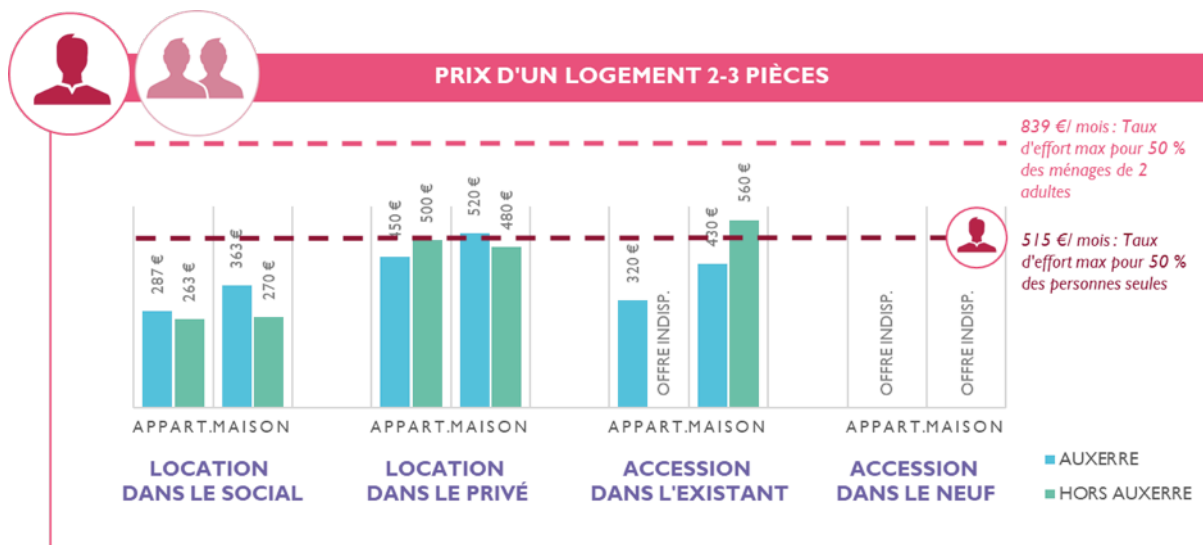 PRIX D'UN LOGEMENT 2-3 PIÈCES
839 €/ mois : Taux
d'effort max pour 50 %
des ménages de 2
adultes
515 €/ mois : Taux
d'effort max pour 50 %
des personnes seules
287 €
263 €
363 €
270 €
450 €
500 €
520 €
480 €
320 €
OFFRE INDISP.
430 €
560 €
OFFRE INDISP.
OFFRE INDISP.
APPART. MAISON
APPART. MAISON
APPART. MAISON
APPART. MAISON
LOCATION
DANS LE SOCIAL
LOCATION
DANS LE PRIVÉ
ACCESSION
DANS L'EXISTANT
ACCESSION
DANS LE NEUF
AUXERRE
HORS AUXERRE